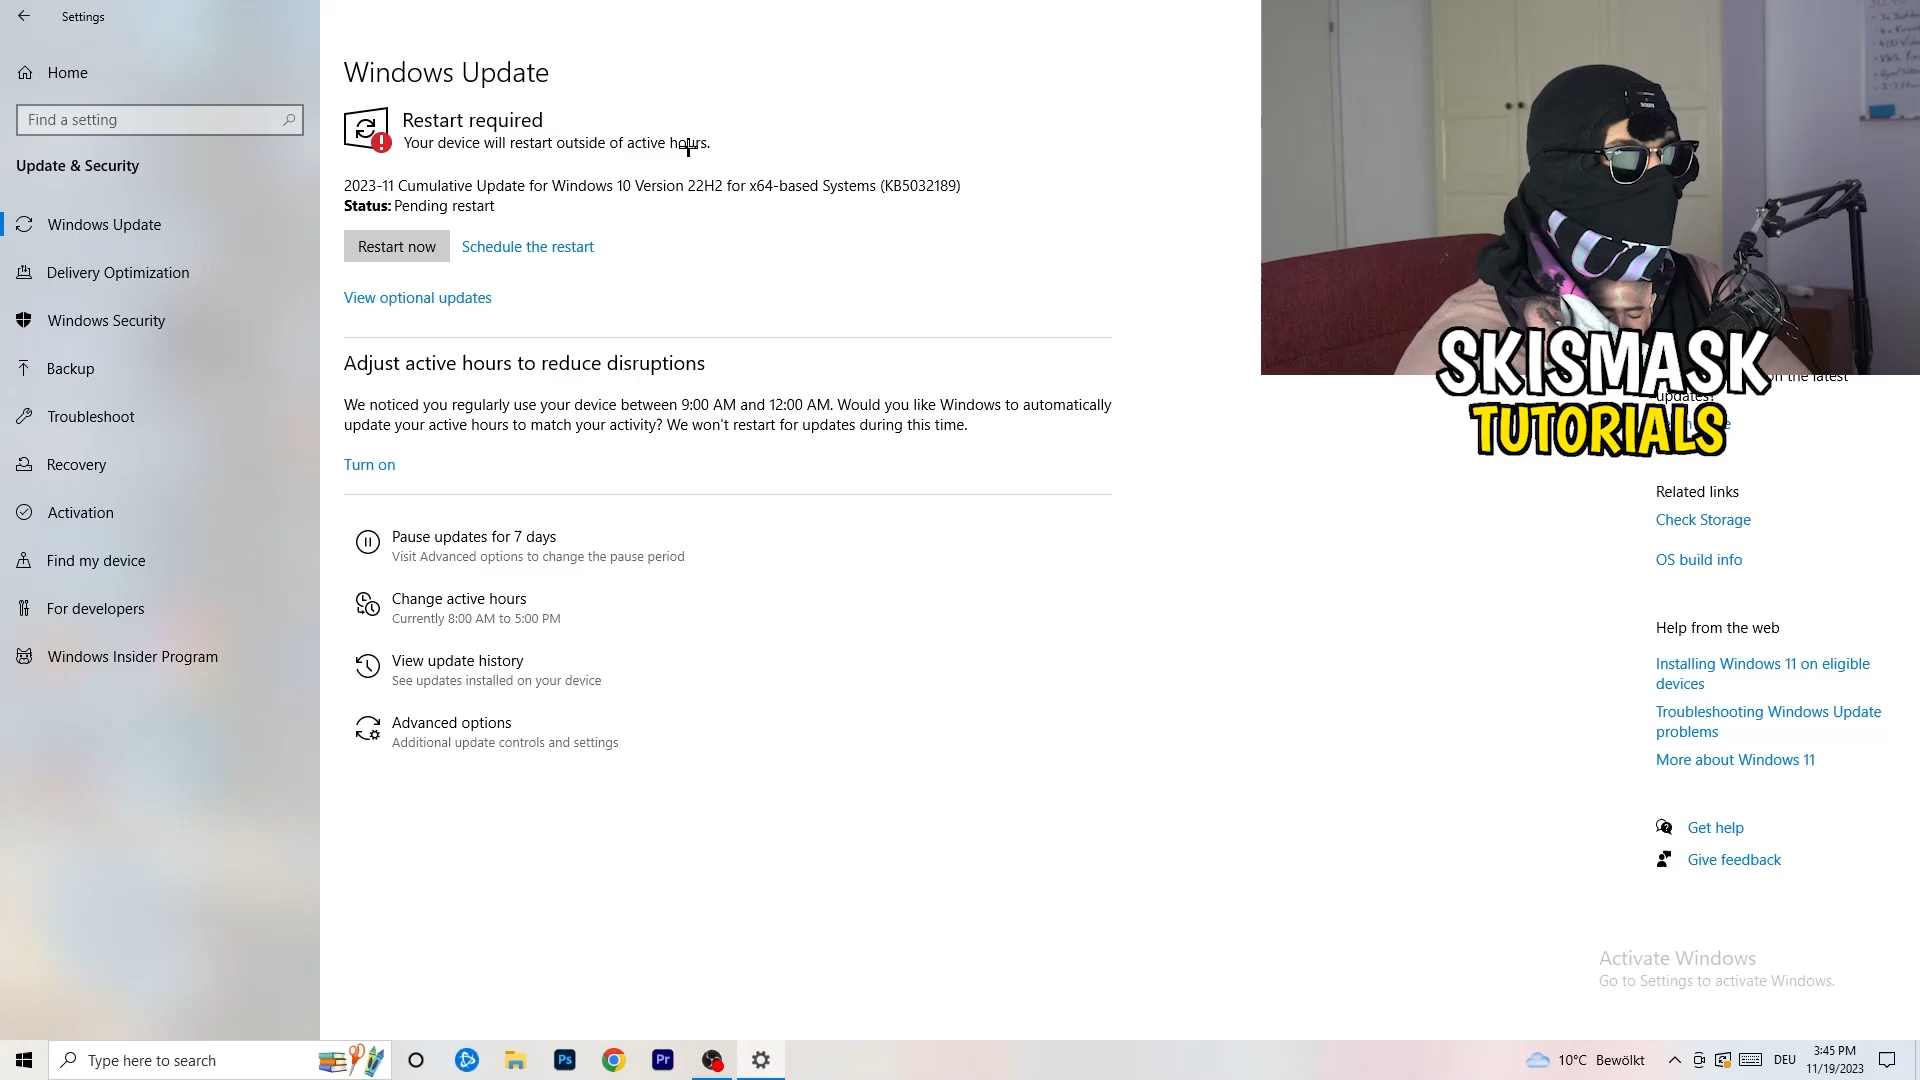 Settings
Home
Find a setting
Update & Security
Windows Update
Delivery Optimization
Windows Security
Backup
Troubleshoot
Recovery
Activation
Find my device
For developers
Windows Insider Program
Windows Update
Restart required
Your device will restart outside of active hours.
2023-11 Cumulative Update for Windows 10 Version 22H2 for x64-based Systems (KB5032189)
Status: Pending restart
Restart now
Schedule the restart
View optional updates
Adjust active hours to reduce disruptions
We noticed you regularly use your device between 9:00 AM and 12:00 AM. Would you like Windows to automatically
update your active hours to match your activity? We won't restart for updates during this time.
Turn on
Pause updates for 7 days
Visit Advanced options to change the pause period
Change active hours
Currently 8:00 AM to 5:00 PM
View update history
See updates installed on your device
Advanced options
Additional update controls and settings
SKISMASK
TUTORIALS
on the latest
updates?
Related links
Check Storage
OS build info
Help from the web
Installing Windows 11 on eligible
devices
Troubleshooting Windows Update
problems
More about Windows 11
Get help
Give feedback
Activate Windows
Go to Settings to activate Windows.
Type here to search
Ps
Pr
10°C Bewölkt
DEU
3:45 PM
11/19/2023